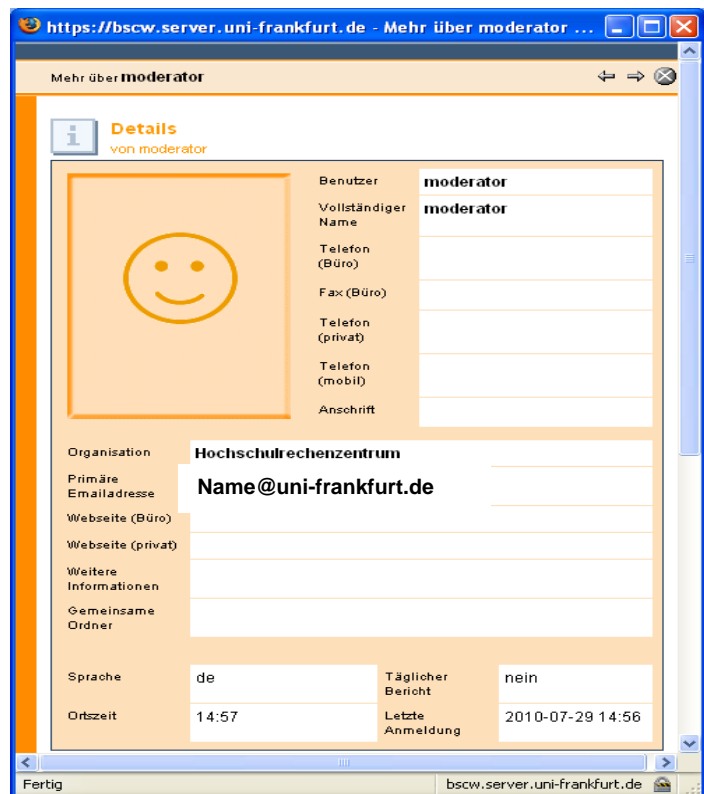 https://bscw.server.uni-frankfurt.de - Mehr über moderator ...
Mehr über moderator
i
Details
von moderator
Benutzer moderator
Vollständiger
Name moderator
Telefon
(Büro)
Fax (Büro)
Telefon
(privat)
Telefon
(mobil)
Anschrift
Organisation Hochschulrechenzentrum
Primäre
Emailadresse Name@uni-frankfurt.de
Webseite (Büro)
Webseite (privat)
Weitere
Informationen
Gemeinsame
Ordner
Sprache de Täglicher
Bericht nein
Ortszeit 14:57 Letzte
Anmeldung 2010-07-29 14:56
Fertig bscw.server.uni-frankfurt.de